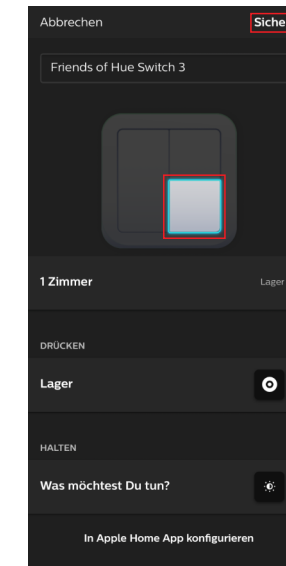 Abbrechen
Siche
Friends of Hue Switch 3
1 Zimmer
Lager
DRÜCKEN
Lager
HALTEN
Was möchtest Du tun?
In Apple Home App konfigurieren